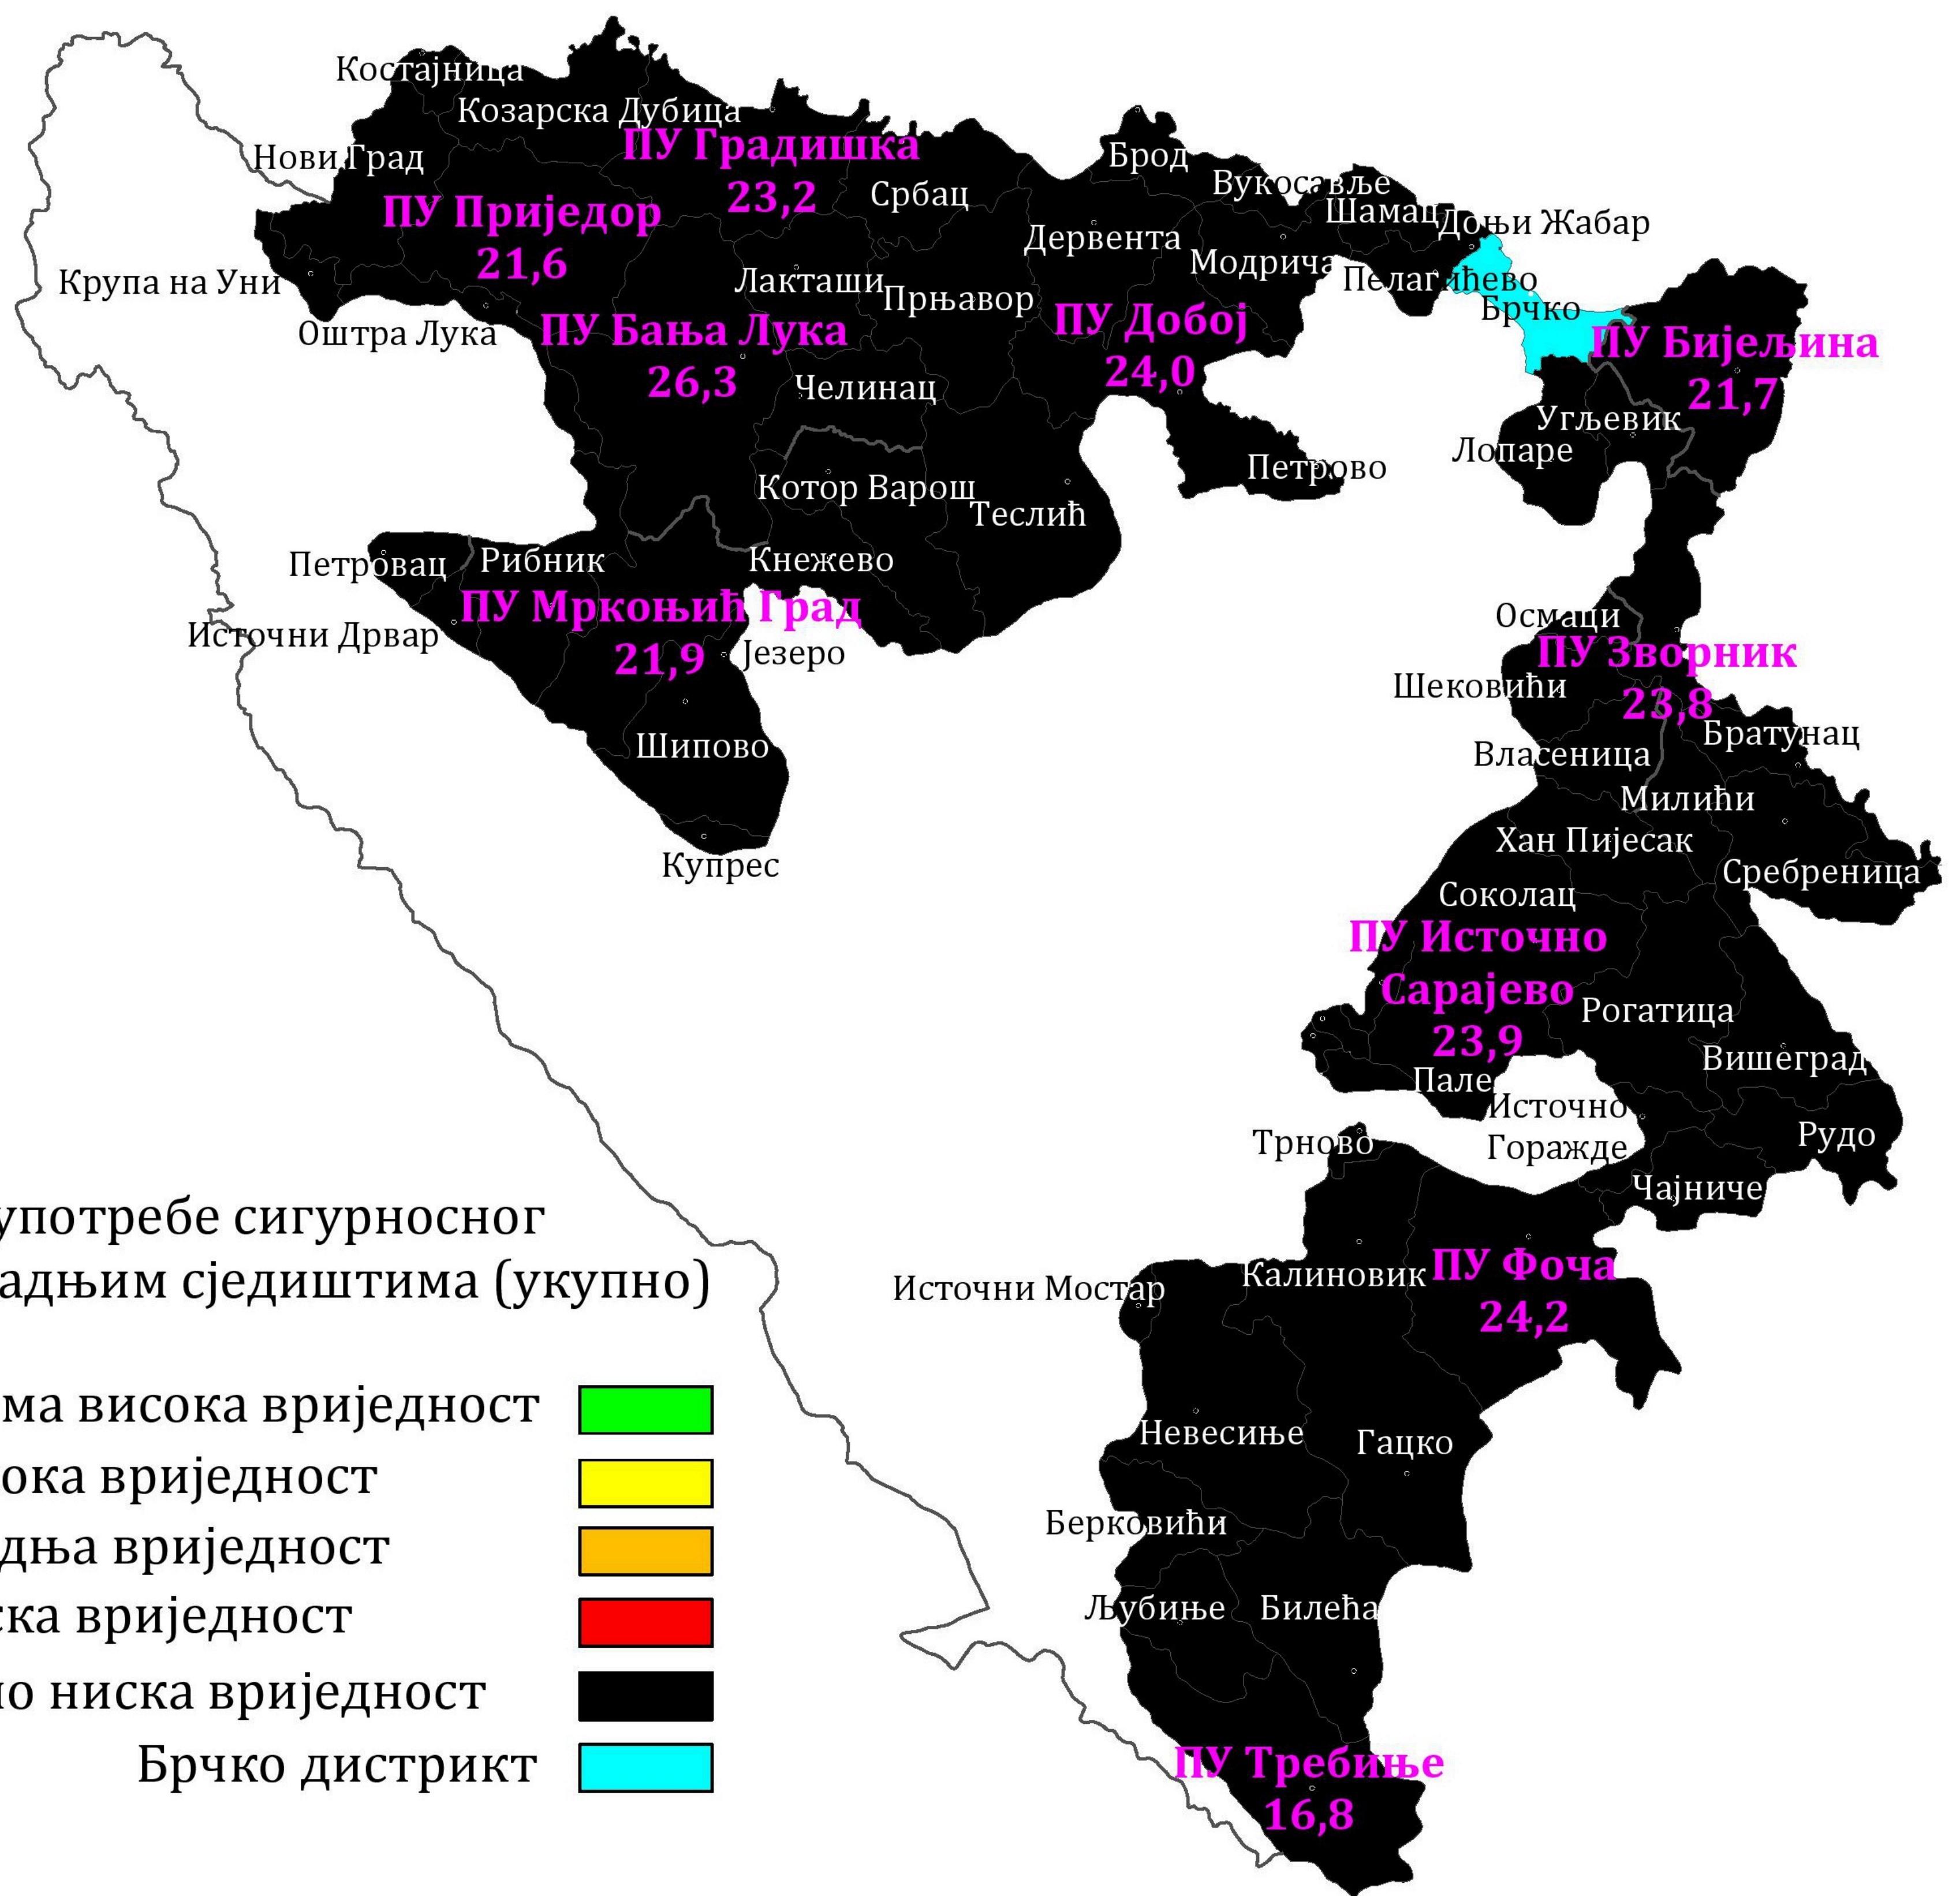 Костајница
Козарска Дубица
Нови Град
ПУ Градишка
23,2
Србац
ПУ Приједор
21,6
Крупа на Уни
Оштра Лука
Лакташи
Прњавор
ПУ Бања Лука
26,3
Челинац
Котор Варош
Теслић
Кнежево
Брод
Вукосавље
Шамац
Доњи Жабар
Дервента
Модрича
Пелагићево
Брчко
ПУ Добој
24,0
Петрово
ПУ Бијељина
21,7
Угљевик
Лопаре
Петровац
Рибник
ПУ Мркоњић Град
21,9
Источни Дрвар
Језеро
Шипово
Купрес
Осмаци
ПУ Зворник
23,8
Шековићи
Братунац
Власеница
Милићи
Хан Пијесак
Сребреница
Соколац
ПУ Источно
Сарајево
23,9
Рогатица
Вишеград
Пале
Источно
Горажде
Рудо
Трново
Чајниче
Источни Мостар
Калиновик
ПУ Фоча
24,2
Невесиње
Гацко
Берковићи
Љубиње
Билећа
ПУ Требиње
16,8
употребе сигурносног
сједиштима (укупно)
висока вриједност
вриједност
вриједност
вриједност
ниска вриједност
Брчко дистрикт